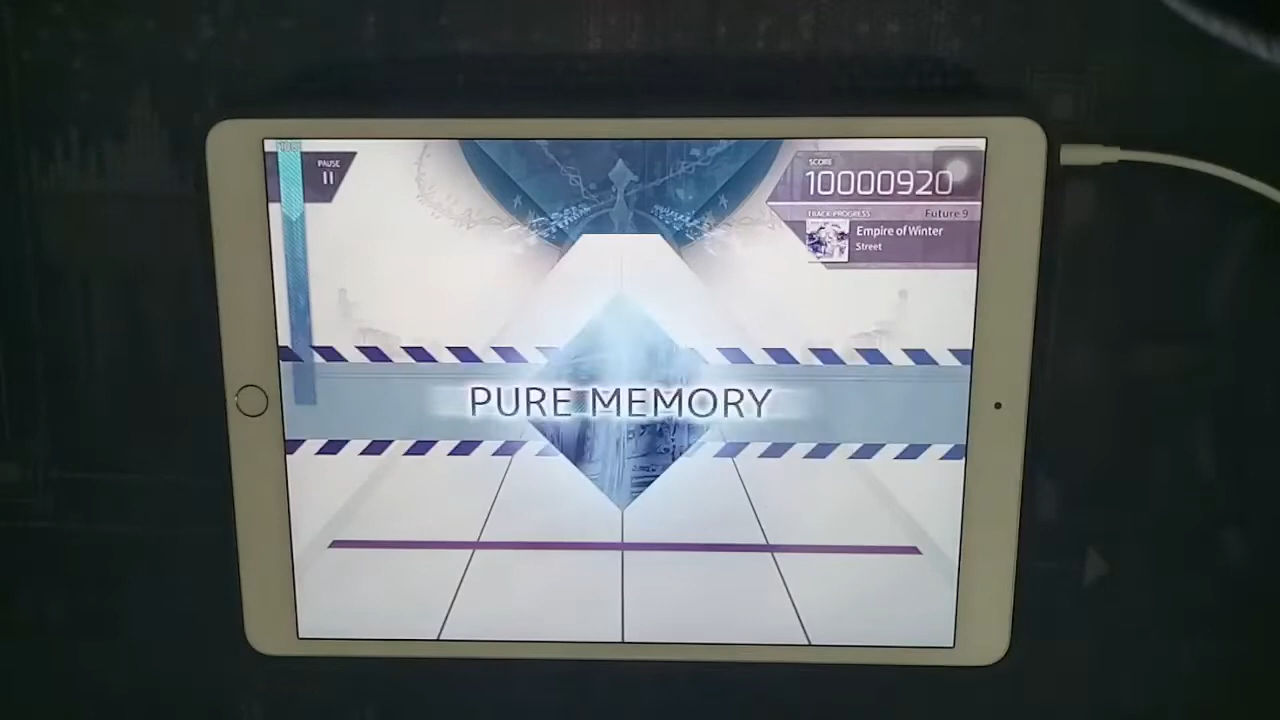 PAUSE
SCORE
10000920
TRACK PROGRESS
Future 9
Empire of Winter
Street
PURE MEMORY